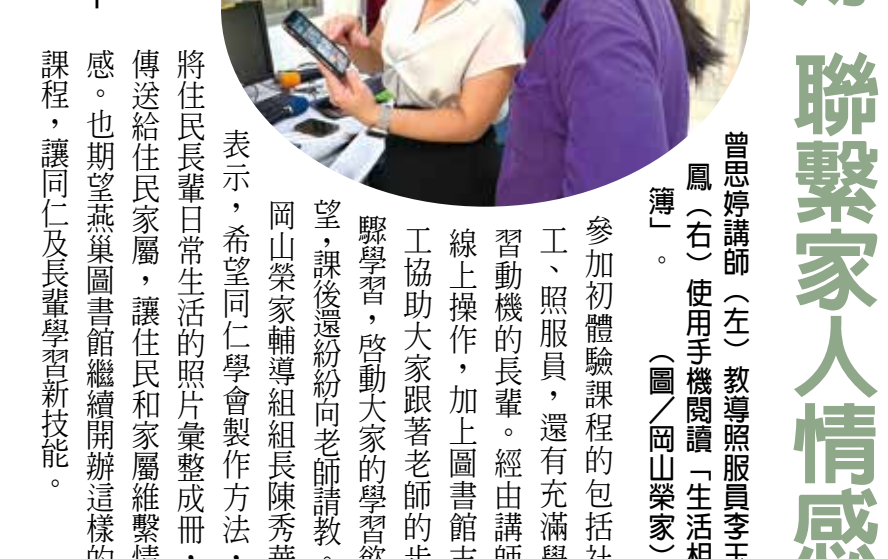 聯繫家人情感
曾思婷講師（左）教導照服員李玉
鳳（右）使用手機閱讀「生活相
簿」。　（圖／岡山榮家）
參加初體驗課程的包括社
工、照服員，還有充滿學
習動機的長輩。經由講師
線上操作，加上圖書館志
工協助大家跟著老師的步
驟學習，啓動大家的學習慾
望，課後還紛紛向老師請教。
岡山榮家輔導組組長陳秀華
表示，希望同仁學會製作方法，
將住民長輩日常生活的照片彙整成冊，
傳送給住民家屬，讓住民和家屬維繫情
感。也期望燕巢圖書館繼續開辦這樣的
課程，讓同仁及長輩學習新技能。